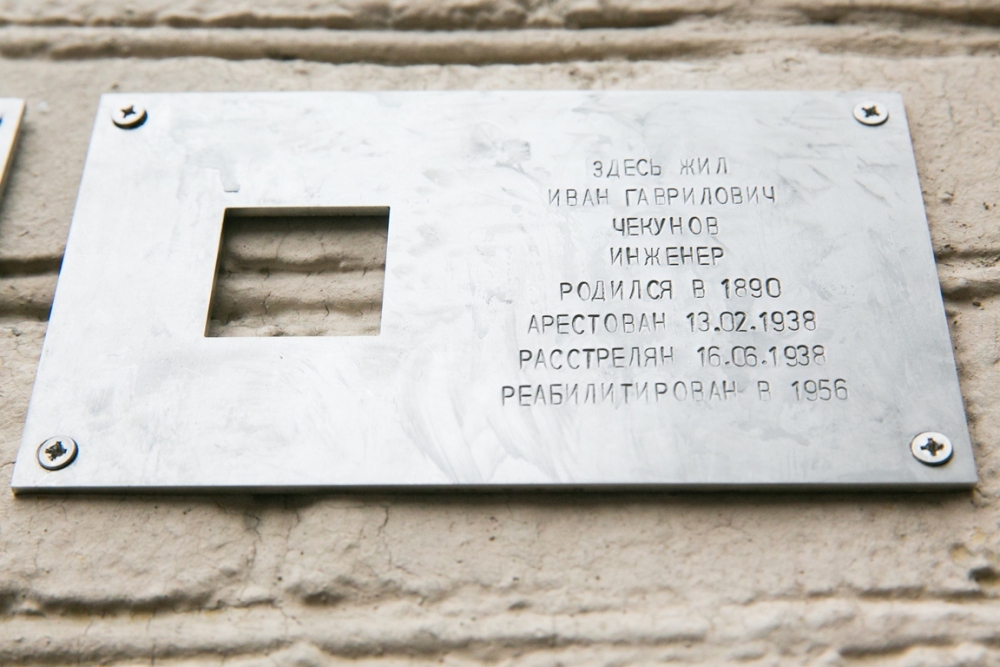 ЗДЕСЬ ЖИЛ
ИВАН ГАВРИЛОВИЧ
ЧЕКУНОВ
ИНЖЕНЕР
РОДИЛСЯ В 1890
АРЕСТОВАН 13.02.1938
РАССТРЕЛЯН 16.06.1938
РЕАБИЛИТИРОВАН В 1956